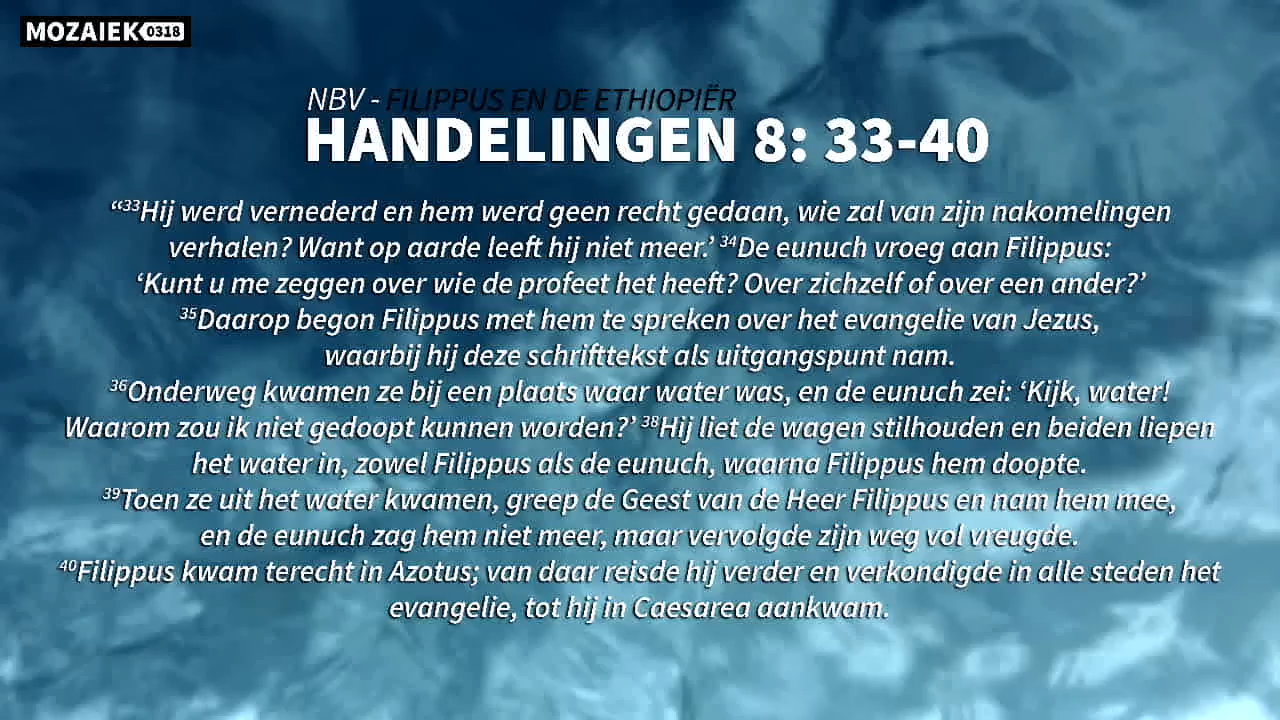 MOZAIEK0318
NBV - FILIPPUS EN DE ETHIOPIËR
HANDELINGEN 8: 33-40
“³³Hij werd vernederd en hem werd geen recht gedaan, wie zal van zijn nakomelingen
verhalen? Want op aarde leeft hij niet meer.’ ³⁴De eunuch vroeg aan Filippus:
‘Kunt u me zeggen over wie de profeet het heeft? Over zichzelf of over een ander?’
³⁵Daarop begon Filippus met hem te spreken over het evangelie van Jezus,
waarbij hij deze schrifttekst als uitgangspunt nam.
³⁶Onderweg kwamen ze bij een plaats waar water was, en de eunuch zei: ‘Kijk, water!
Waarom zou ik niet gedoopt kunnen worden?’ ³⁸Hij liet de wagen stilhouden en beiden liepen
het water in, zowel Filippus als de eunuch, waarna Filippus hem doopte.
³⁹Toen ze uit het water kwamen, greep de Geest van de Heer Filippus en nam hem mee,
en de eunuch zag hem niet meer, maar vervolgde zijn weg vol vreugde.
⁴⁰Filippus kwam terecht in Azotus; van daar reisde hij verder en verkondigde in alle steden het
evangelie, tot hij in Caesarea aankwam.